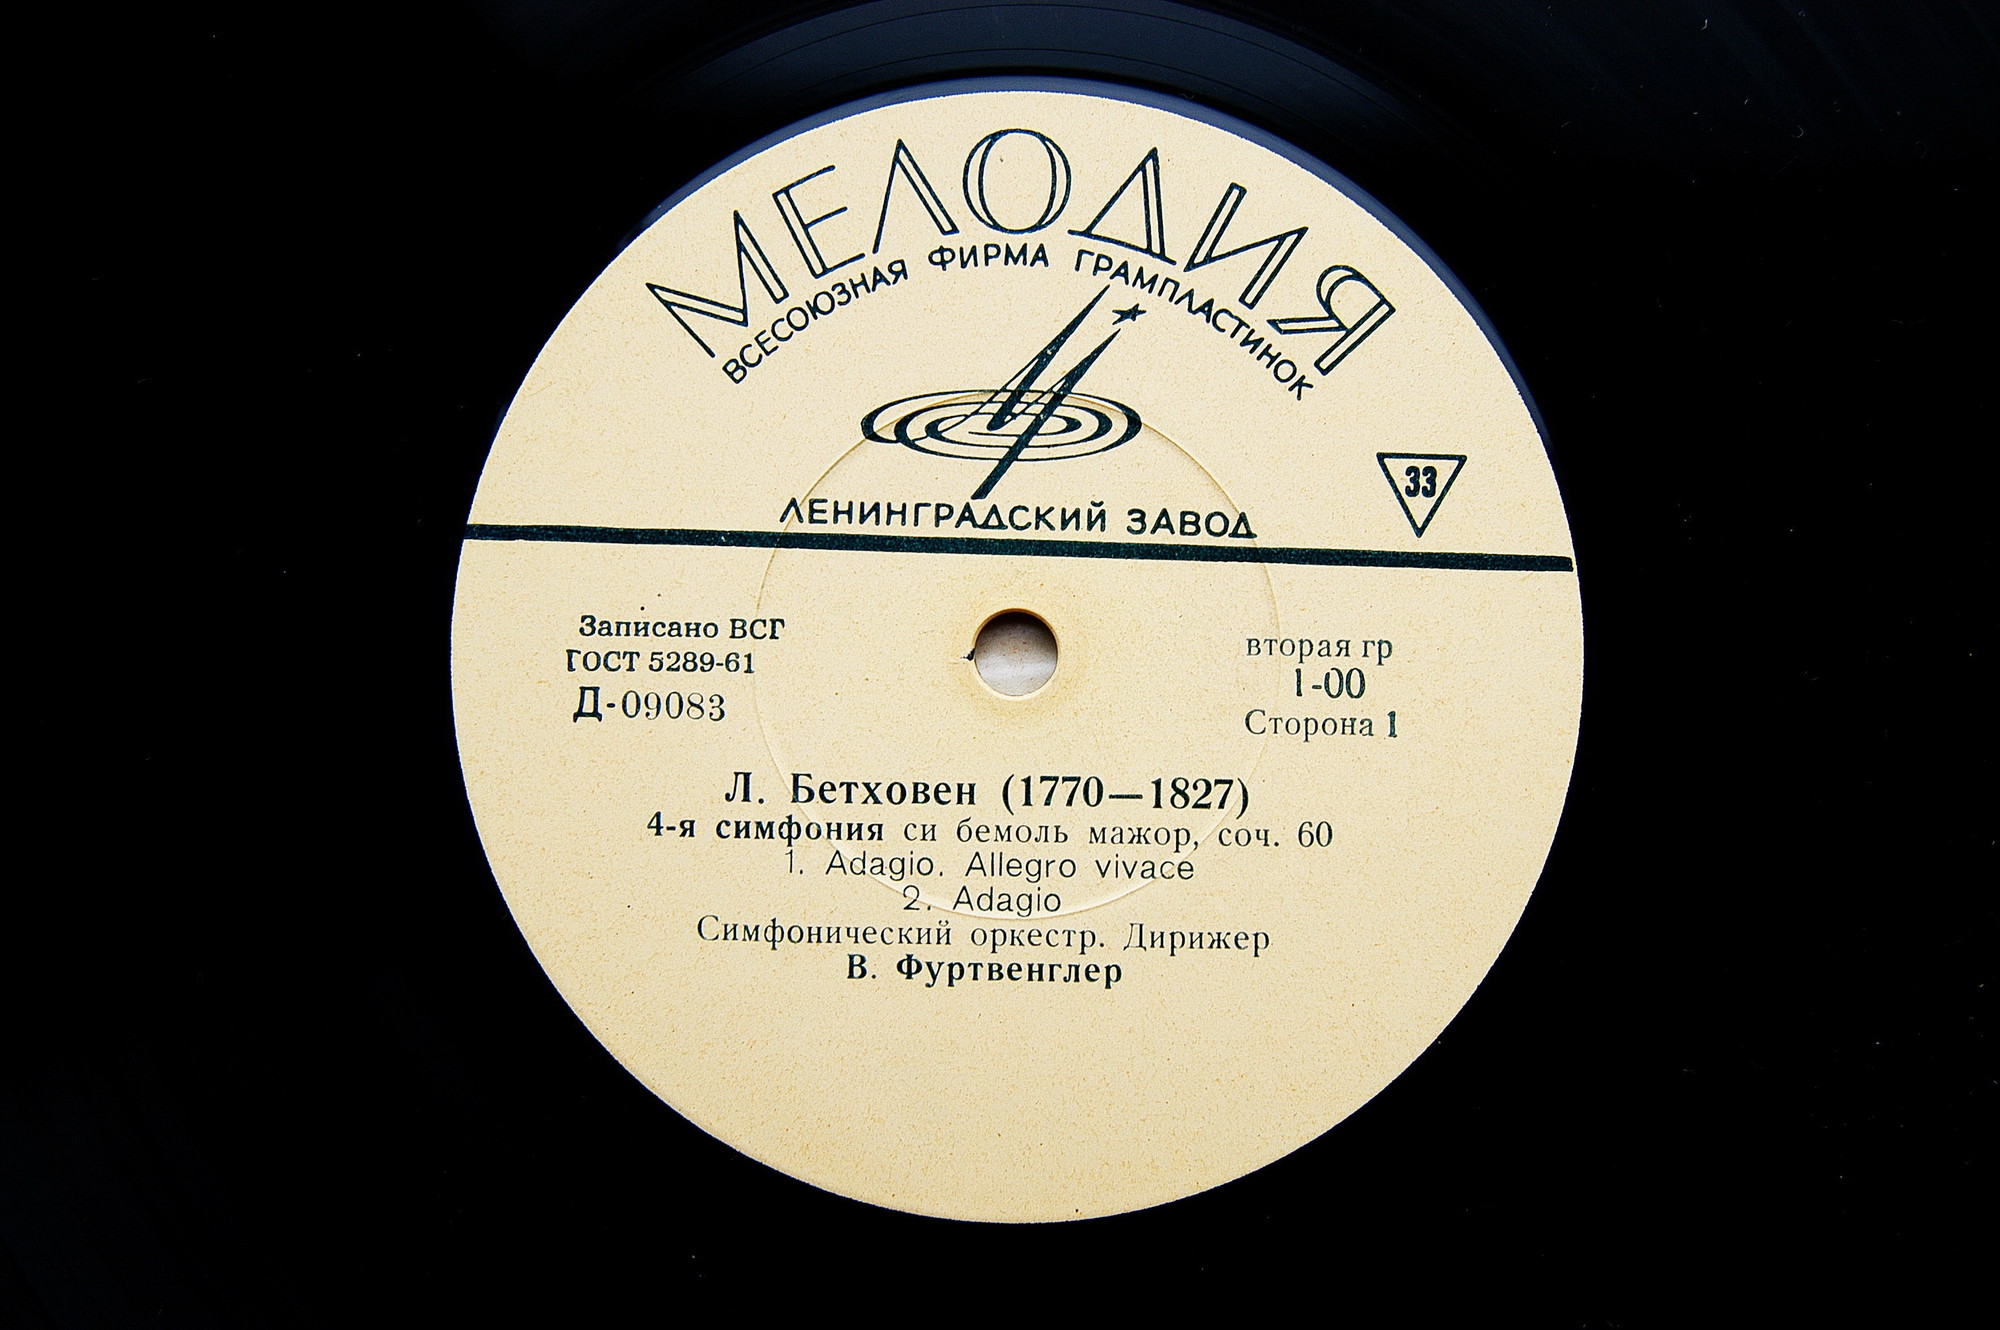 МЕЛОДИЯ
ВСЕСОЮЗНАЯ ФИРМА ГРАМПЛАСТИНОК
33
ЛЕНИНГРАДСКИЙ ЗАВОД
Записано ВСГ
ГОСТ 5289-61
Д-09083
вторая гр
1-00
Сторона 1
Л. Бетховен (1770—1827)
4-я симфония си бемоль мажор, соч. 60
1. Adagio. Allegro vivace
2. Adagio
Симфонический оркестр. Дирижер
В. Фуртвенглер